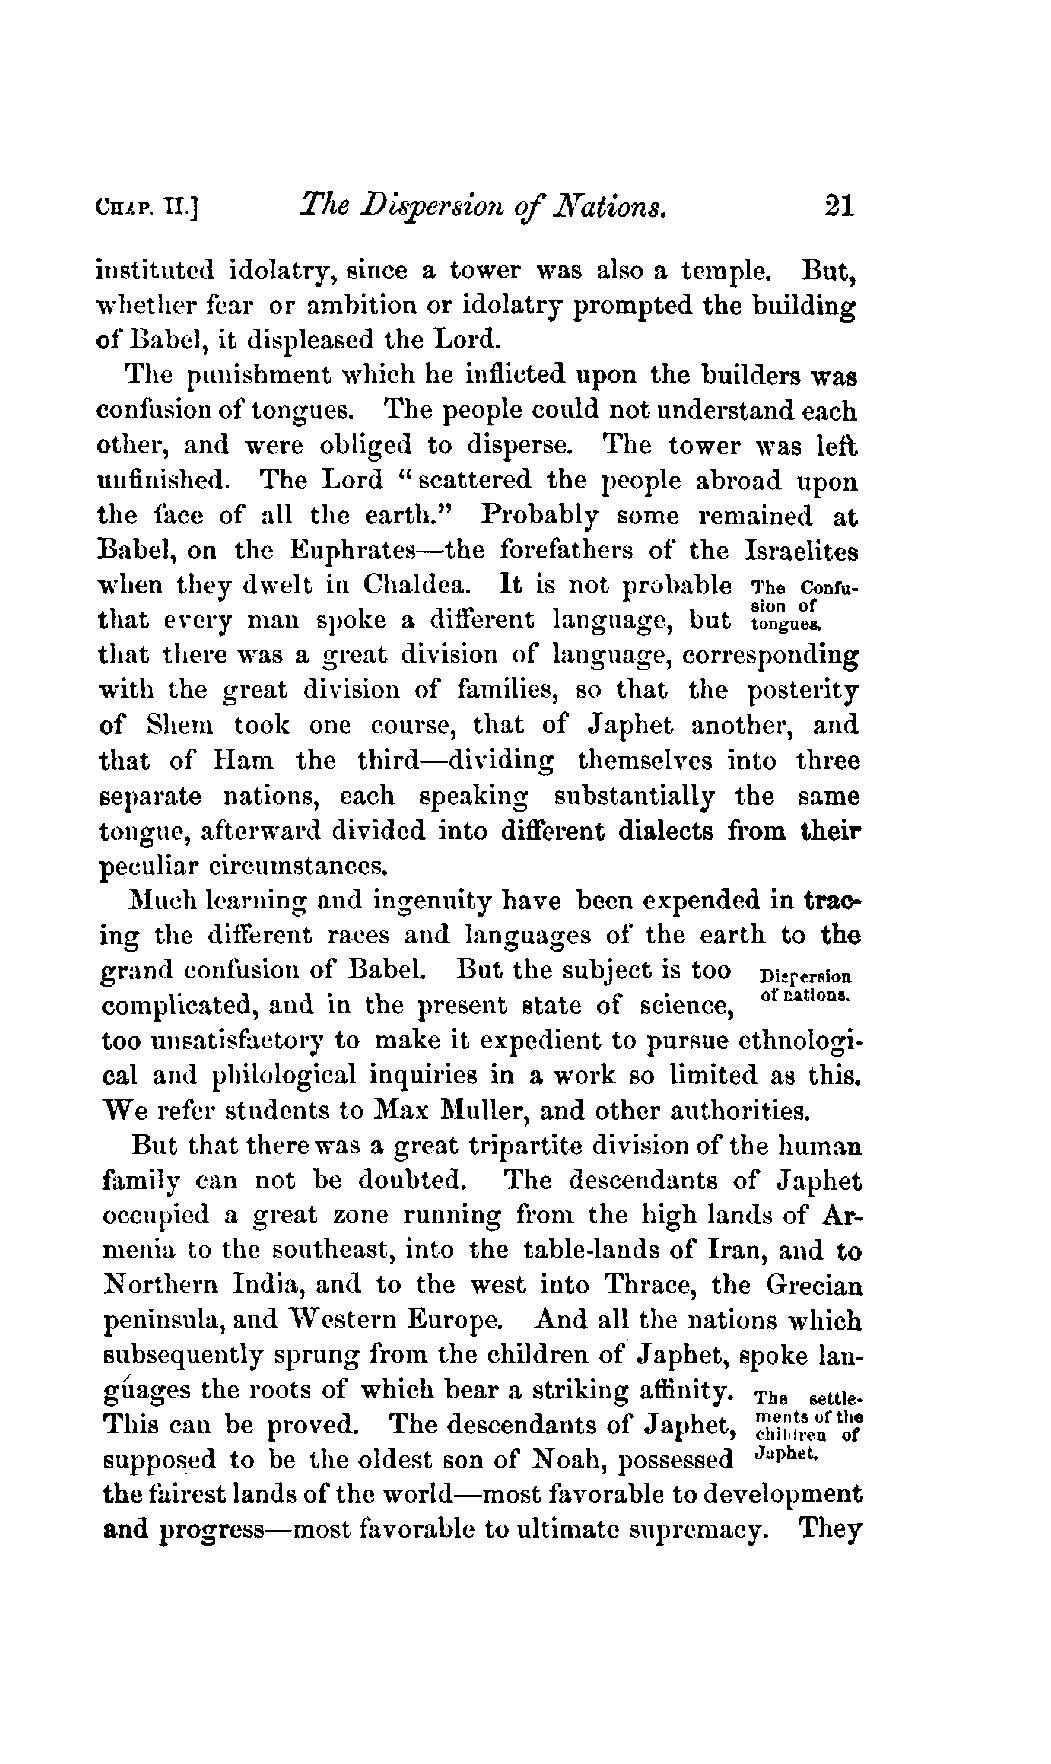 CHAP. II.] The Dispersion of Nations. 21
instituted idolatry, since a tower was also a temple. But,
whether fear or ambition or idolatry prompted the building
of Babel, it displeased the Lord.
The punishment which he inflicted upon the builders was
confusion of tongues. The people could not understand each
other, and were obliged to disperse. The tower was left
unfinished. The Lord “scattered the people abroad upon
the face of all the earth.” Probably some remained at
Babel, on the Euphrates—the forefathers of the Israelites
when they dwelt in Chaldea. It is not probable
that every man spoke a different language, but
The Confu-
sion of
tongues.
that there was a great division of language, corresponding
with the great division of families, so that the posterity
of Shem took one course, that of Japhet another, and
that of Ham the third—dividing themselves into three
separate nations, each speaking substantially the same
tongue, afterward divided into different dialects from their
peculiar circumstances.
Much learning and ingenuity have been expended in trac-
ing the different races and languages of the earth to the
grand confusion of Babel. But the subject is too
complicated, and in the present state of science,
Dispersion
of nations.
too unsatisfactory to make it expedient to pursue ethnologi-
cal and philological inquiries in a work so limited as this.
We refer students to Max Muller, and other authorities.
But that there was a great tripartite division of the human
family can not be doubted. The descendants of Japhet
occupied a great zone running from the high lands of Ar-
menia to the southeast, into the table-lands of Iran, and to
Northern India, and to the west into Thrace, the Grecian
peninsula, and Western Europe. And all the nations which
subsequently sprung from the children of Japhet, spoke lan-
guages the roots of which bear a striking affinity.
This can be proved. The descendants of Japhet,
supposed to be the oldest son of Noah, possessed
The settle-
ments of the
children of
Japhet.
the fairest lands of the world—most favorable to development
and progress—most favorable to ultimate supremacy. They